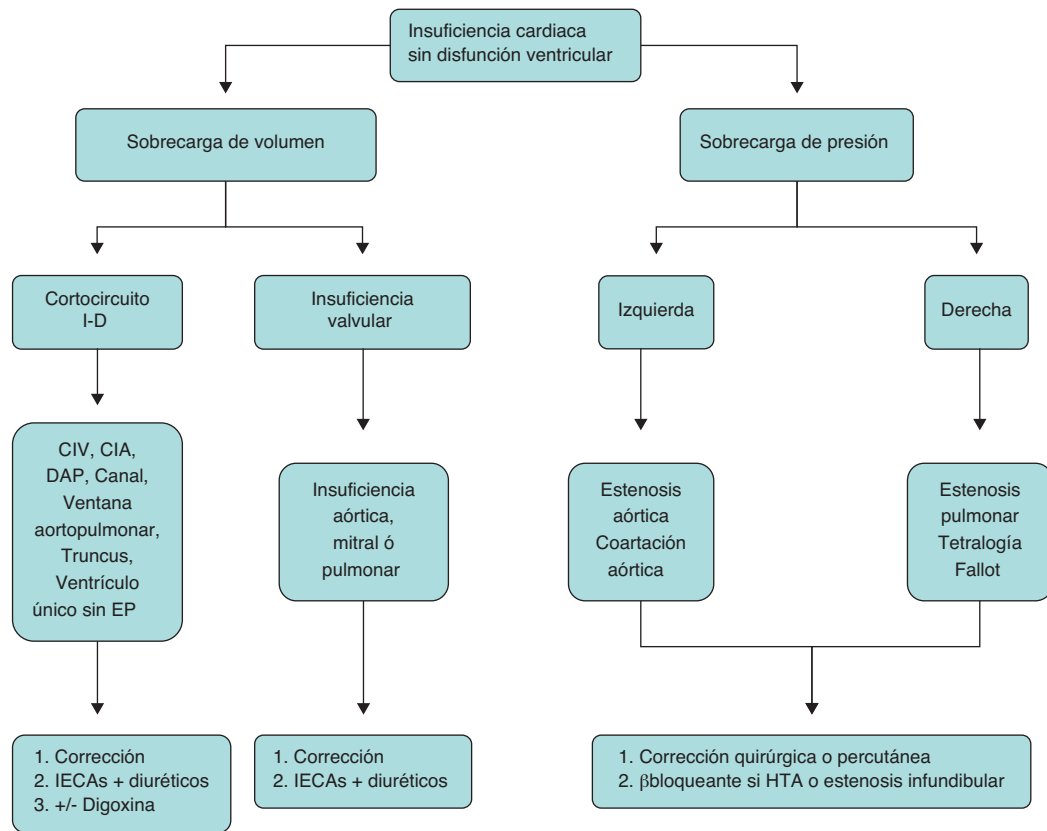 Insuficiencia cardiaca
sin disfunción ventricular
Sobrecarga de volumen
Sobrecarga de presión
Cortocircuito
I-D
Insuficiencia
valvular
Izquierda
Derecha
CIV, CIA,
DAP, Canal,
Ventana
aortopulmonar,
Truncus,
Ventrículo
único sin EP
Insuficiencia
aórtica,
mitral ó
pulmonar
Estenosis
aórtica
Coartación
aórtica
Estenosis
pulmonar
Tetralogía
Fallot
1. Corrección
2. IECAs + diuréticos
3. +/- Digoxina
1. Corrección
2. IECAs + diuréticos
1. Corrección quirúrgica o percutánea
2. βbloqueante si HTA o estenosis infundibular